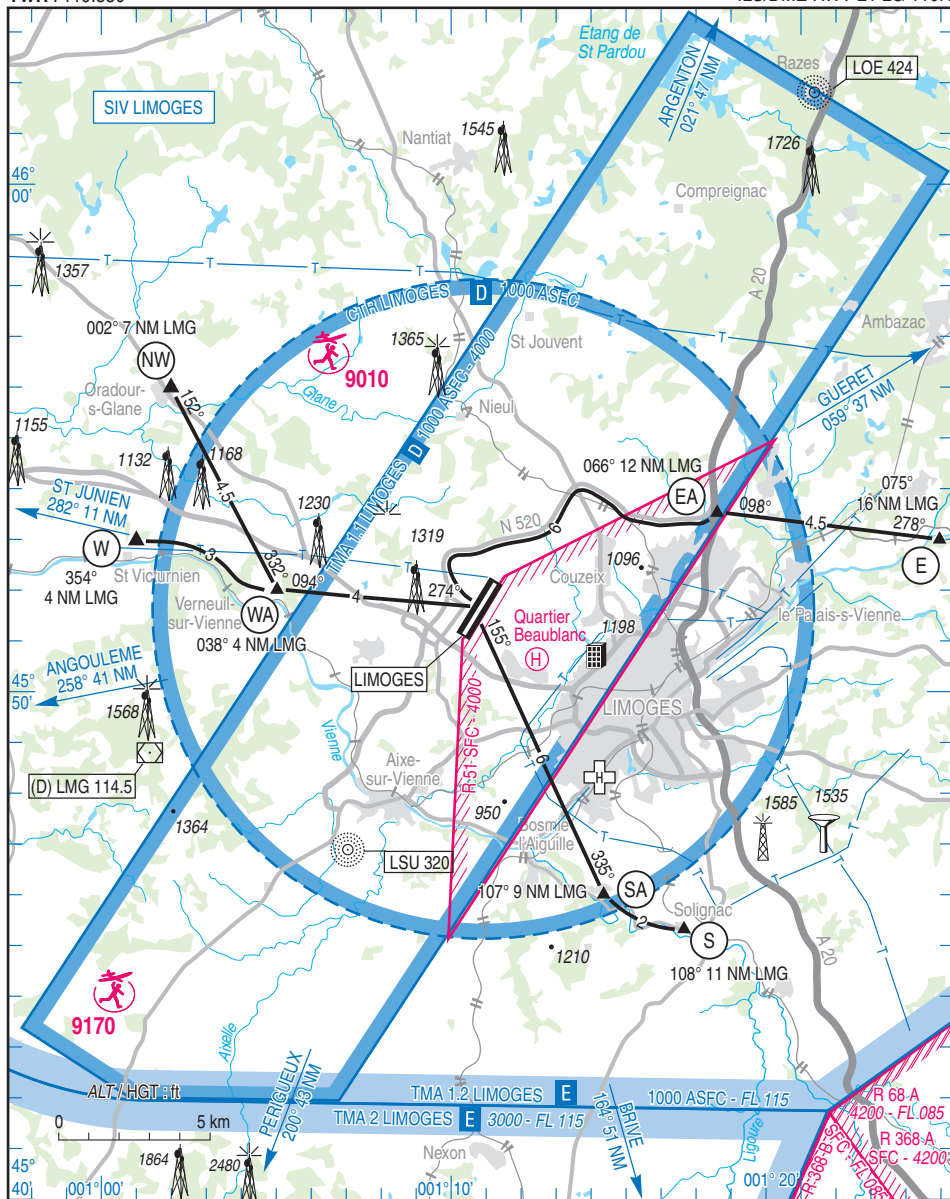 Etang de
St Pardou
Razes
LOE 424
ARGENTON
021° 47 NM
SIV LIMOGES
1545
Nantiat
1726
46°
00'
Compreignac
1357
T
T
T
T
A 20
CTR LIMOGES D 1000 ASFC
Ambazac
002° 7 NM LMG
NW
1365
St Jouvent
9010
Oradour-
s-Glane
152°
Glane
Nieul
GUERET
059° 37 NM
TMA 1.1 LIMOGES D 1000 ASFC - 4000
1155
1132
1168
4.5
066° 12 NM LMG
EA
075°
16 NM LMG
ST JUNIEN
282° 11 NM
1230
N 520
6
098°
4.5
278°
W
1319
1096
E
354°
4 NM LMG
St Victurnien
3
332°
094°
T
4
274°
Couzeix
Verneuil-
sur-Vienne
WA
038° 4 NM LMG
155°
Quartier
Beaublanc
H
1198
le Palais-s-Vienne
ANGOULEME
258° 41 NM
45°
50'
LIMOGES
LIMOGES
1568
Vienne
R 51 SFC - 4000
(D) LMG 114.5
Aixe-
sur-Vienne
6
H
1364
950
1585
1535
Bosmie
l'Aiguille
LSU 320
335°
107° 9 NM LMG
SA
2
Solignac
S
1210
108° 11 NM LMG
A 20
9170
Aixelle
ALT / HGT : ft
PERIGUEUX
200° 43 NM
TMA 1.2 LIMOGES E 1000 ASFC - FL 115
TMA 2 LIMOGES E 3000 - FL 115
BRIVE
164° 51 NM
Ligoure
R 68 A
4200 - FL 085
R 368 A
SFC - 4200
R 368 B
SFC - FL 085
0 5 km
Nexon
45°
40'
1864
2480
001° 00'
001° 10'
001° 20'